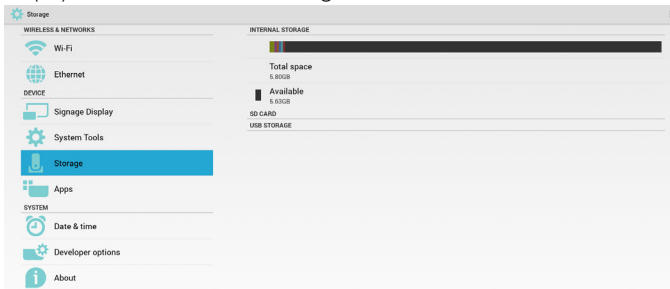 Storage
WIRELESS & NETWORKS
Wi-Fi
Ethernet
DEVICE
Signage Display
System Tools
Storage
Apps
SYSTEM
Date & time
Developer options
About
INTERNAL STORAGE
Total space
5.80GB
Available
5.63GB
SD CARD
USB STORAGE